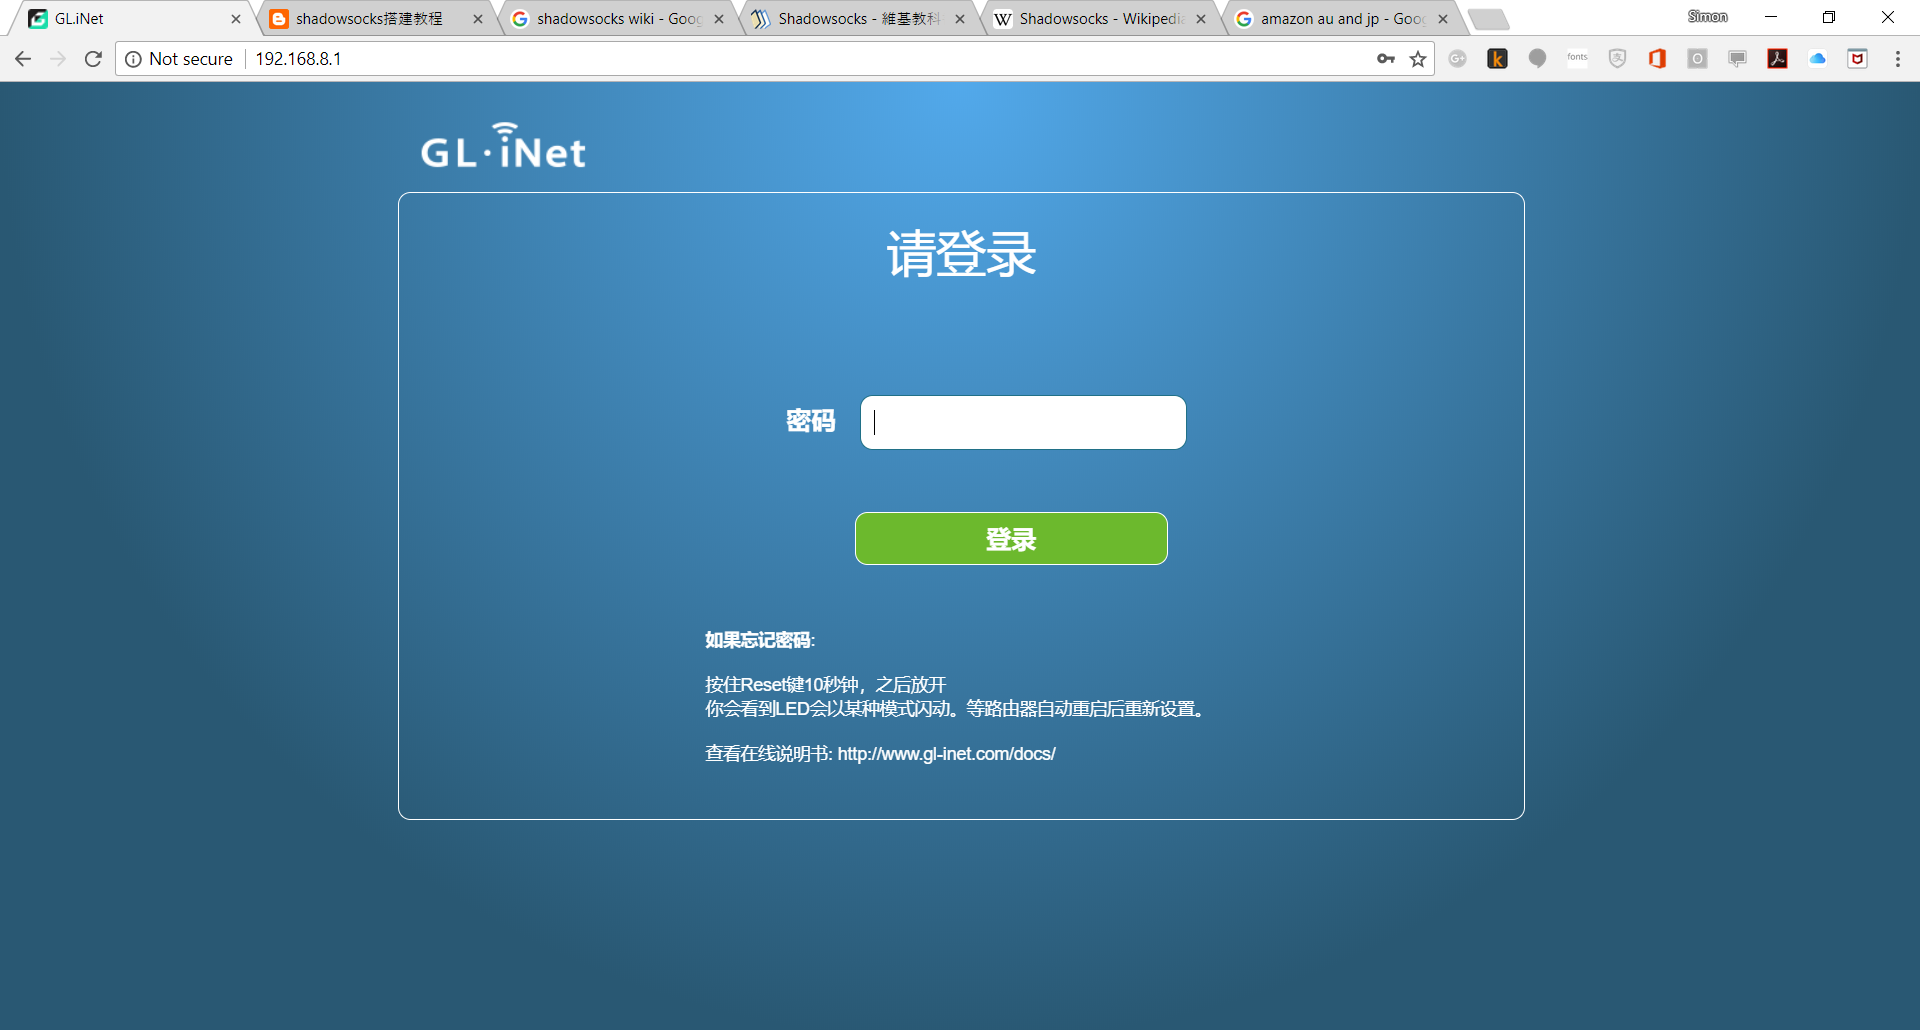 GL.iNet
shadowsocks搭建教程
shadowsocks wiki - Goog
Shadowsocks - 維基教科
Shadowsocks - Wikipedia
amazon au and jp - Goog
Simon
Not secure
192.168.8.1
fonts
GL·iNet
请登录
密码
登录
如果忘记密码:
按住Reset键10秒钟，之后放开
你会看到LED会以某种模式闪动。等路由器自动重启后重新设置。
查看在线说明书: http://www.gl-inet.com/docs/